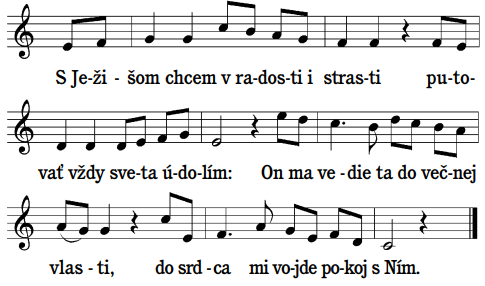 S Je-ži - šom chcem v ra-dos-ti i stras-ti pu-to-
vať vždy sve-ta ú-do-lím: On ma ve - die ta do več-nej
vlas - ti, do srd - ca mi vo-jde po-koj s Ním.